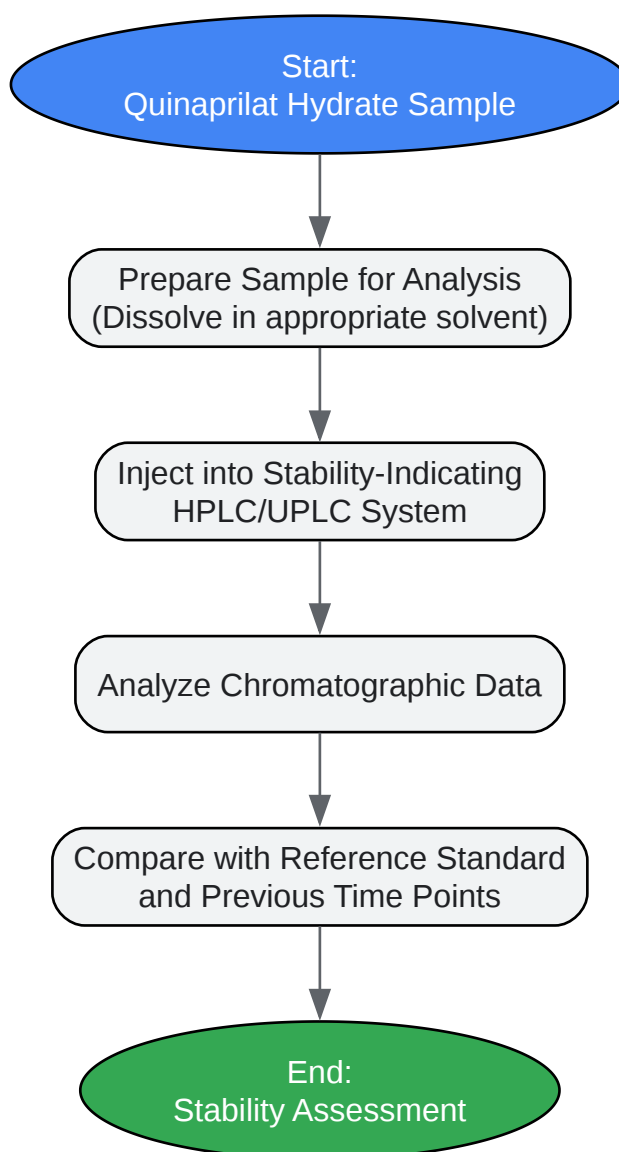 Start:
Quinaprilat Hydrate Sample
Prepare Sample for Analysis
(Dissolve in appropriate solvent)
Inject into Stability-Indicating
HPLC/UPLC System
Analyze Chromatographic Data
Compare with Reference Standard
and Previous Time Points
End:
Stability Assessment